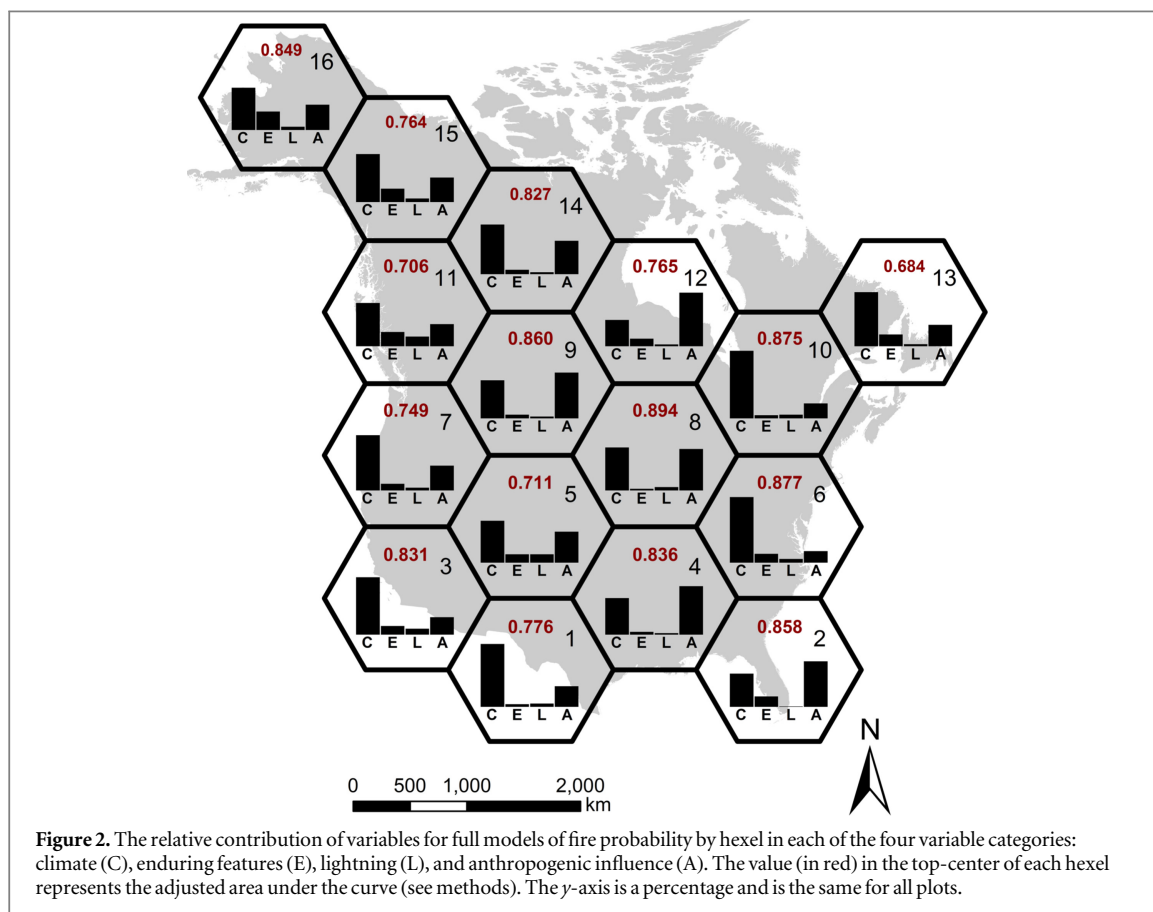 0.849
16
C E L A
0.764
15
C E L A
0.827
14
C E L A
0.706
11
C E L A
0.765
12
C E L A
0.684
13
C E L A
0.860
9
C E L A
0.875
10
C E L A
0.749
7
C E L A
0.894
8
C E L A
0.711
5
C E L A
0.877
6
C E L A
0.831
3
C E L A
0.836
4
C E L A
0.776
1
C E L A
0.858
2
C E L A
N
0 500 1,000 2,000
km
Figure 2. The relative contribution of variables for full models of fire probability by hexel in each of the four variable categories:
climate (C), enduring features (E), lightning (L), and anthropogenic influence (A). The value (in red) in the top-center of each hexel
represents the adjusted area under the curve (see methods). The y-axis is a percentage and is the same for all plots.